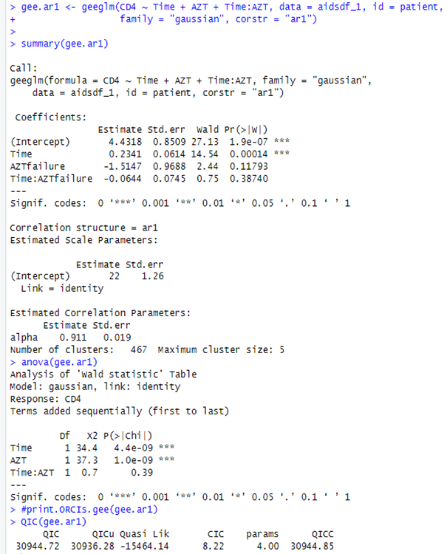 > gee.ar1 <- geeglm(CD4 ~ Time + AZT + Time:AZT, data = aidsdf_1, id = patient,
+ family = "gaussian", corstr = "ar1")
>
> summary(gee.ar1)
Call:
geeglm(formula = CD4 ~ Time + AZT + Time:AZT, family = "gaussian",
data = aidsdf_1, id = patient, corstr = "ar1")
Coefficients:
Estimate Std.err Wald Pr(>|W|)
(Intercept) 4.4318 0.8509 27.13 1.9e-07 ***
Time 0.2341 0.0614 14.54 0.00014 ***
AZTfailure -1.5147 0.9688 2.44 0.11793
Time:AZTfailure -0.0644 0.0745 0.75 0.38740
---
Signif. codes: 0 ‘***’ 0.001 ‘**’ 0.01 ‘*’ 0.05 ‘.’ 0.1 ‘ ’ 1
Correlation structure = ar1
Estimated Scale Parameters:
Estimate Std.err
(Intercept) 22 1.26
Link = identity
Estimated Correlation Parameters:
Estimate Std.err
alpha 0.911 0.019
Number of clusters: 467 Maximum cluster size: 5
> anova(gee.ar1)
Analysis of 'Wald statistic' Table
Model: gaussian, link: identity
Response: CD4
Terms added sequentially (first to last)
Df X2 P(>|Chi|)
Time 1 34.4 4.4e-09 ***
AZT 1 37.3 1.0e-09 ***
Time:AZT 1 0.7 0.39
---
Signif. codes: 0 ‘***’ 0.001 ‘**’ 0.01 ‘*’ 0.05 ‘.’ 0.1 ‘ ’ 1
> #print.ORCIs.gee(gee.ar1)
> QIC(gee.ar1)
QIC QICu Quasi Lik CIC params QICC
30944.72 30936.28 -15464.14 8.22 4.00 30944.85